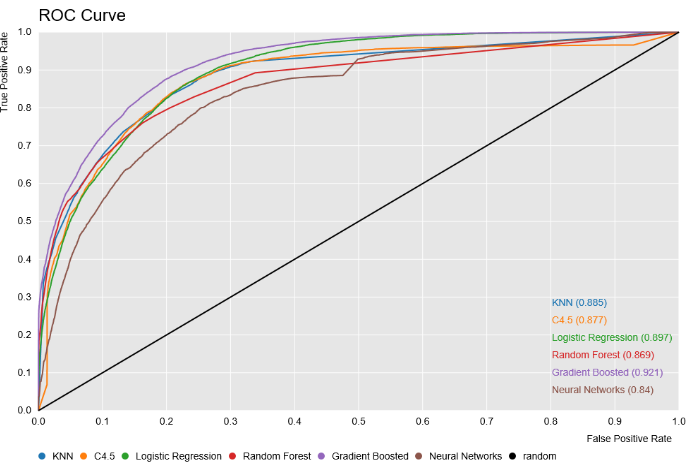 ROC Curve
True Positive Rate
1.0
0.9
0.8
0.7
0.6
0.5
0.4
0.3
0.2
0.1
0.0
KNN (0.885)
C4.5 (0.877)
Logistic Regression (0.897)
Random Forest (0.869)
Gradient Boosted (0.921)
Neural Networks (0.84)
0.0 0.1 0.2 0.3 0.4 0.5 0.6 0.7 0.8 0.9 1.0
False Positive Rate
KNN C4.5 Logistic Regression Random Forest Gradient Boosted Neural Networks random